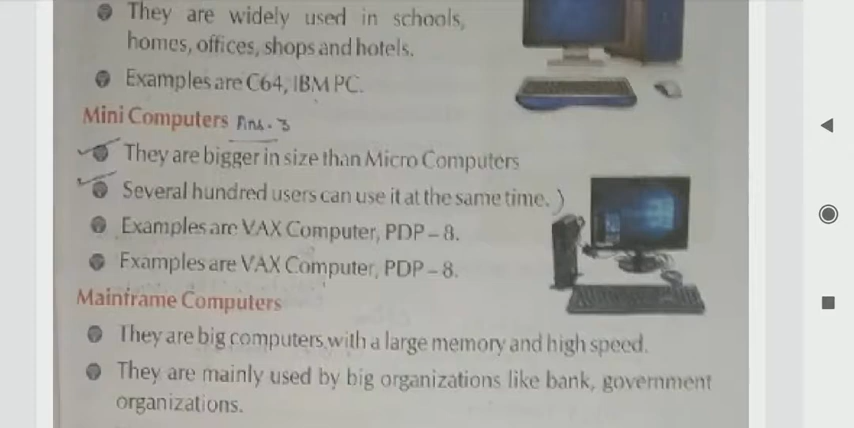 They are widely used in schools,
homes, offices, shops and hotels.
Examples are C64, IBM PC.
Mini Computers Ans. 3
They are bigger in size than Micro Computers
Several hundred users can use it at the same time. )
Examples are VAX Computer, PDP – 8.
Examples are VAX Computer, PDP – 8.
Mainframe Computers
They are big computers with a large memory and high speed.
They are mainly used by big organizations like bank, government
organizations.